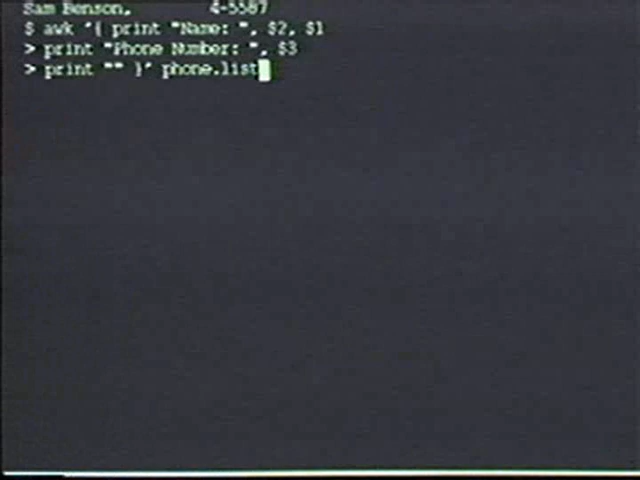 Sam Benson, 4-5587
$ awk '{ print "Name: ", $2, $1
> print "Phone Number: ", $3
> print "" }' phone.list